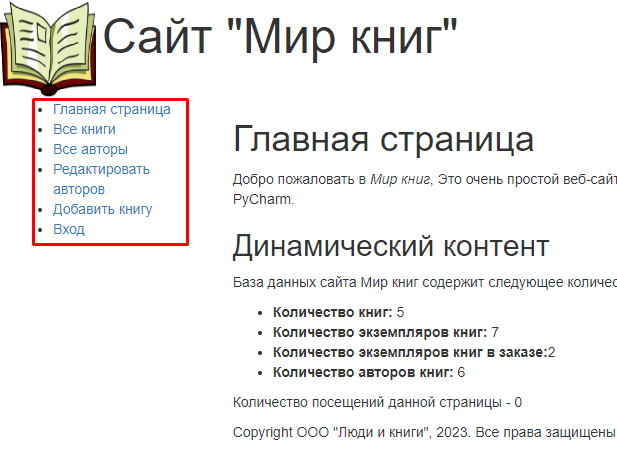 Сайт "Мир книг"
Главная страница
Все книги
Все авторы
Редактировать
авторов
Добавить книгу
Вход
Главная страница
Добро пожаловать в Мир книг, Это очень простой веб-сайт
PyCharm.
Динамический контент
База данных сайта Мир книг содержит следующее количес
Количество книг: 5
Количество экземпляров книг: 7
Количество экземпляров книг в заказе:2
Количество авторов книг: 6
Количество посещений данной страницы - 0
Copyright ООО "Люди и книги", 2023. Все права защищены